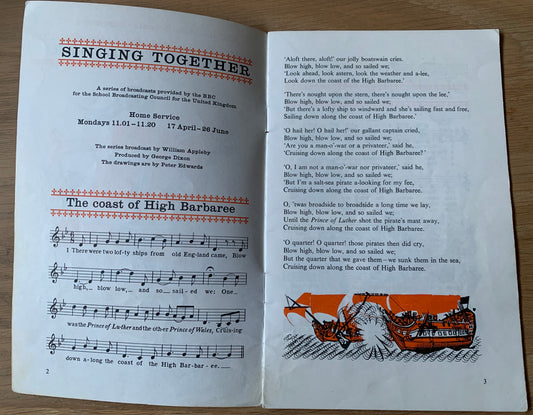 SINGING TOGETHER
A series of broadcasts provided by the BBC
for the School Broadcasting Council for the United Kingdom
Home Service
Mondays 11.01–11.20 17 April–26 June
The series broadcast by William Appleby
Produced by George Dixon
The drawings are by Peter Edwards
The coast of High Barbaree
1 There were two lof-ty ships from old Eng-land came, Blow
high, blow low, and so sail-ed we: One
was the Prince of Lu-ther and the oth-er Prince of Wales, Cruising
down a-long the coast of the High Bar-bar-ee.
2
'Aloft there, aloft!' our jolly boatswain cries.
Blow high, blow low, and so sailed we;
'Look ahead, look astern, look the weather and a-lee,
Look down the coast of the High Barbaree.'
'There's nought upon the stern, there's nought upon the lee,'
Blow high, blow low, and so sailed we;
'But there's a lofty ship to windward and she's sailing fast and free,
Sailing down along the coast of the High Barbaree.'
'O hail her! O hail her!' our gallant captain cried,
Blow high, blow low, and so sailed we;
'Are you a man-o'-war or a privateer,' said he,
'Cruising down along the coast of High Barbaree?'
'O, I am not a man-o'-war nor privateer,' said he,
Blow high, blow low, and so sailed we;
'But I'm a salt-sea pirate a-looking for my fee,
Cruising down along the coast of High Barbaree.
O, 'twas broadside to broadside a long time we lay,
Blow high, blow low, and so sailed we;
Until the Prince of Luther shot the pirate's mast away,
Cruising down along the coast of High Barbaree.
'O quarter! O quarter! those pirates then did cry,
Blow high, blow low, and so sailed we;
But the quarter that we gave them—we sunk them in the sea,
Cruising down along the coast of High Barbaree.
3